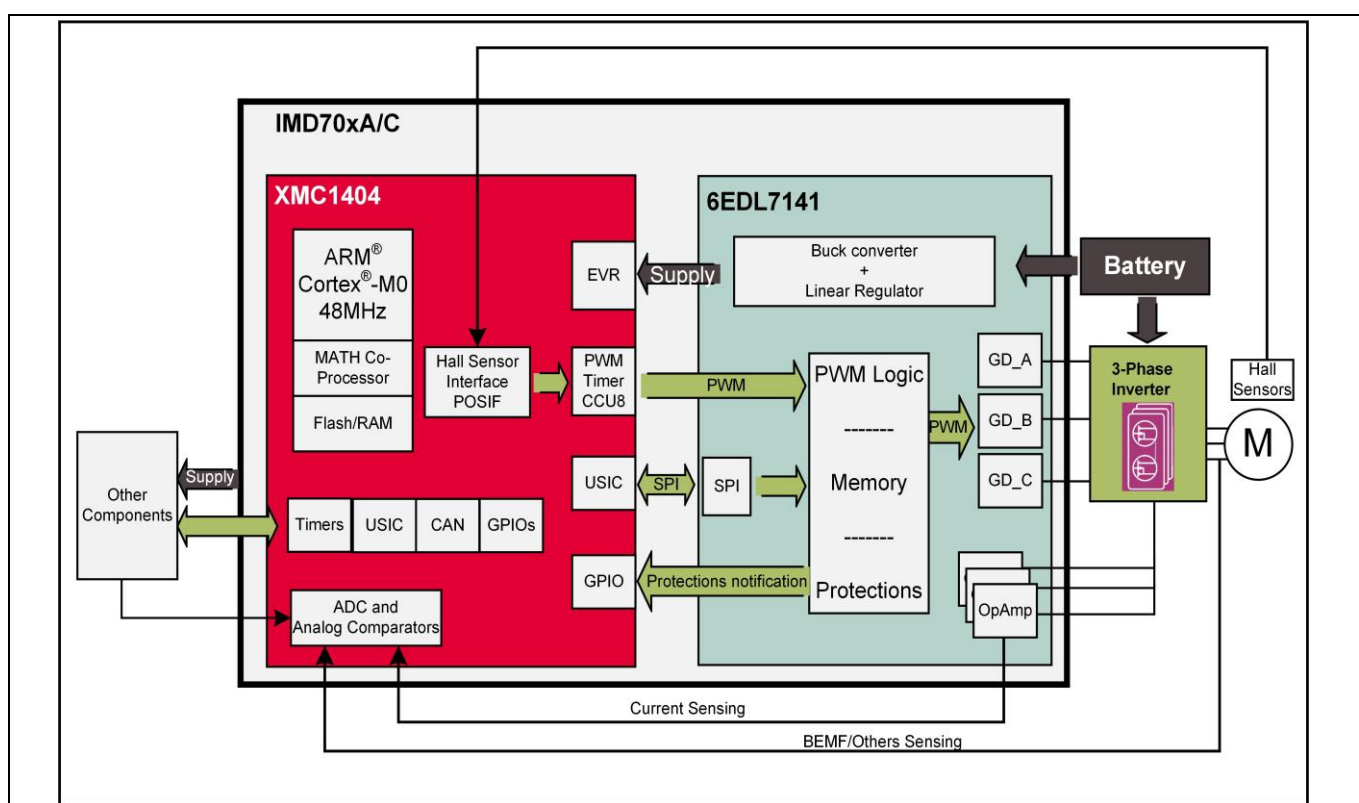 IMD70xA/C
XMC1404
6EDL7141
ARM®
Cortex®-M0
48MHz
MATH Co-
Processor
Flash/RAM
Hall Sensor
Interface
POSIF
EVR
Supply
Buck converter
+
Linear Regulator
Battery
PWM
Timer
CCU8
PWM
PWM Logic
-------
Memory
-------
Protections
PWM
GD_A
GD_B
GD_C
3-Phase
Inverter
Hall
Sensors
M
USIC
SPI
SPI
Other
Components
Supply
Timers
USIC
CAN
GPIOs
GPIO
Protections notification
ADC and
Analog Comparators
OpAmp
Current Sensing
BEMF/Others Sensing